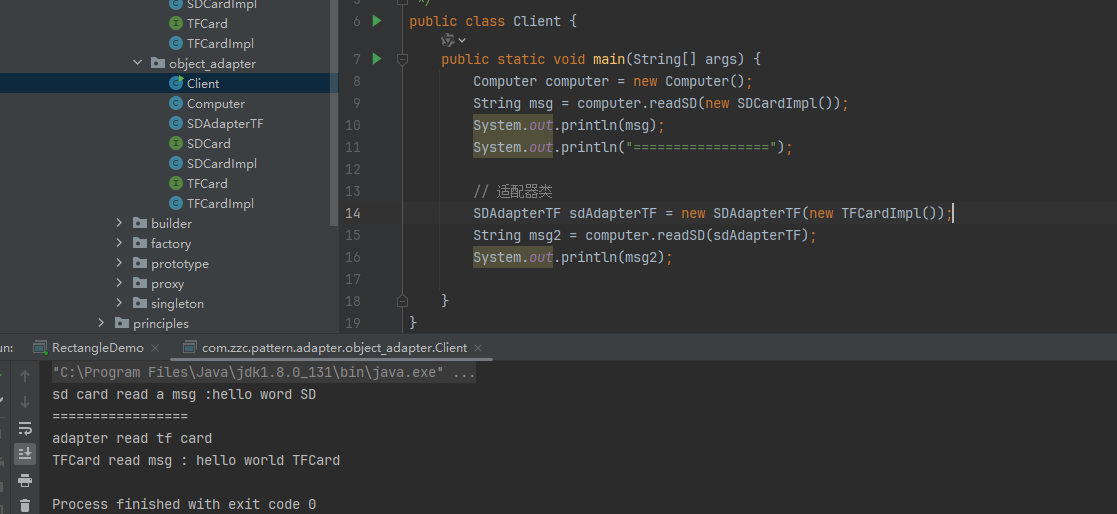 SDCardImpl
TFCard
TFCardImpl
object_adapter
Client
Computer
SDAdapterTF
SDCard
SDCardImpl
TFCard
TFCardImpl
builder
factory
prototype
proxy
singleton
principles
*/
6 public class Client {
7 public static void main(String[] args) {
8 Computer computer = new Computer();
9 String msg = computer.readSD(new SDCardImpl());
10 System.out.println(msg);
11 System.out.println("=================");
12
13 // 适配器类
14 SDAdapterTF sdAdapterTF = new SDAdapterTF(new TFCardImpl());
15 String msg2 = computer.readSD(sdAdapterTF);
16 System.out.println(msg2);
17
18 }
19 }
un: RectangleDemo × com.zzc.pattern.adapter.object_adapter.Client ×
"C:\Program Files\Java\jdk1.8.0_131\bin\java.exe" ...
sd card read a msg :hello word SD
=================
adapter read tf card
TFCard read msg : hello world TFCard
Process finished with exit code 0